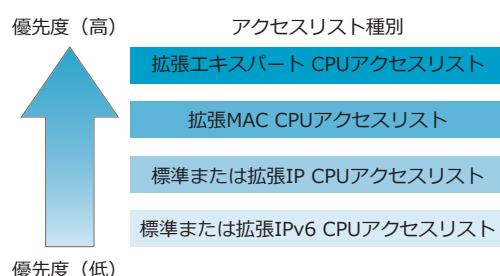 優先度（高）
アクセスリスト種別
拡張エキスパート CPUアクセスリスト
拡張MAC CPUアクセスリスト
標準または拡張IP CPUアクセスリスト
標準または拡張IPv6 CPUアクセスリスト
優先度（低）